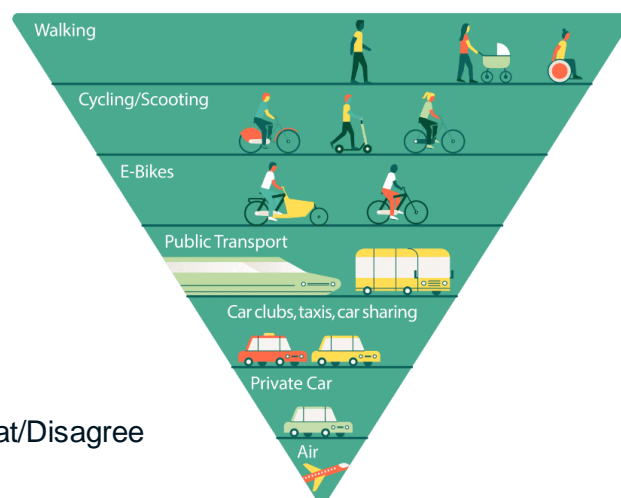 Walking
Cycling/Scooting
E-Bikes
Public Transport
Car clubs, taxis, car sharing
Private Car
at/Disagree
Air